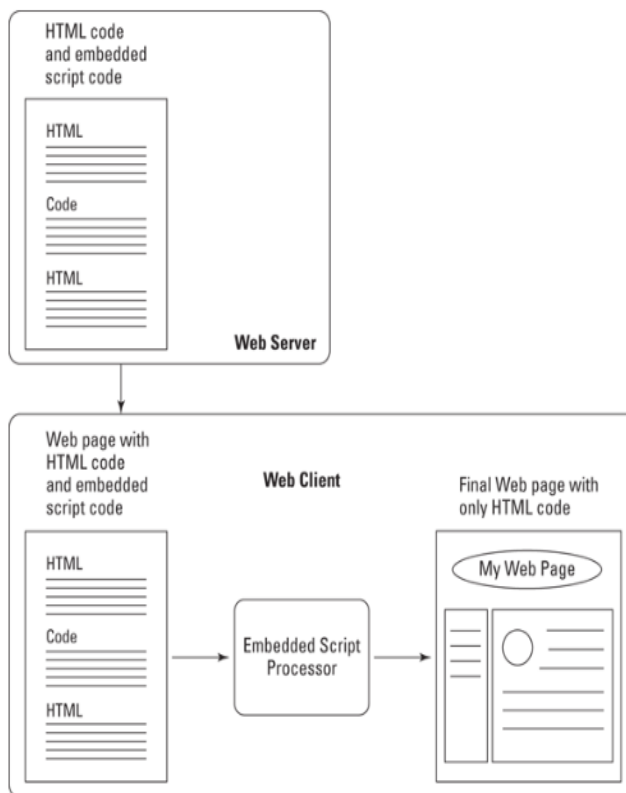 HTML code
and embedded
script code
HTML
Code
HTML
Web Server
Web page with
HTML code
and embedded
script code
Web Client
Final Web page with
only HTML code
HTML
Code
HTML
Embedded Script
Processor
My Web Page